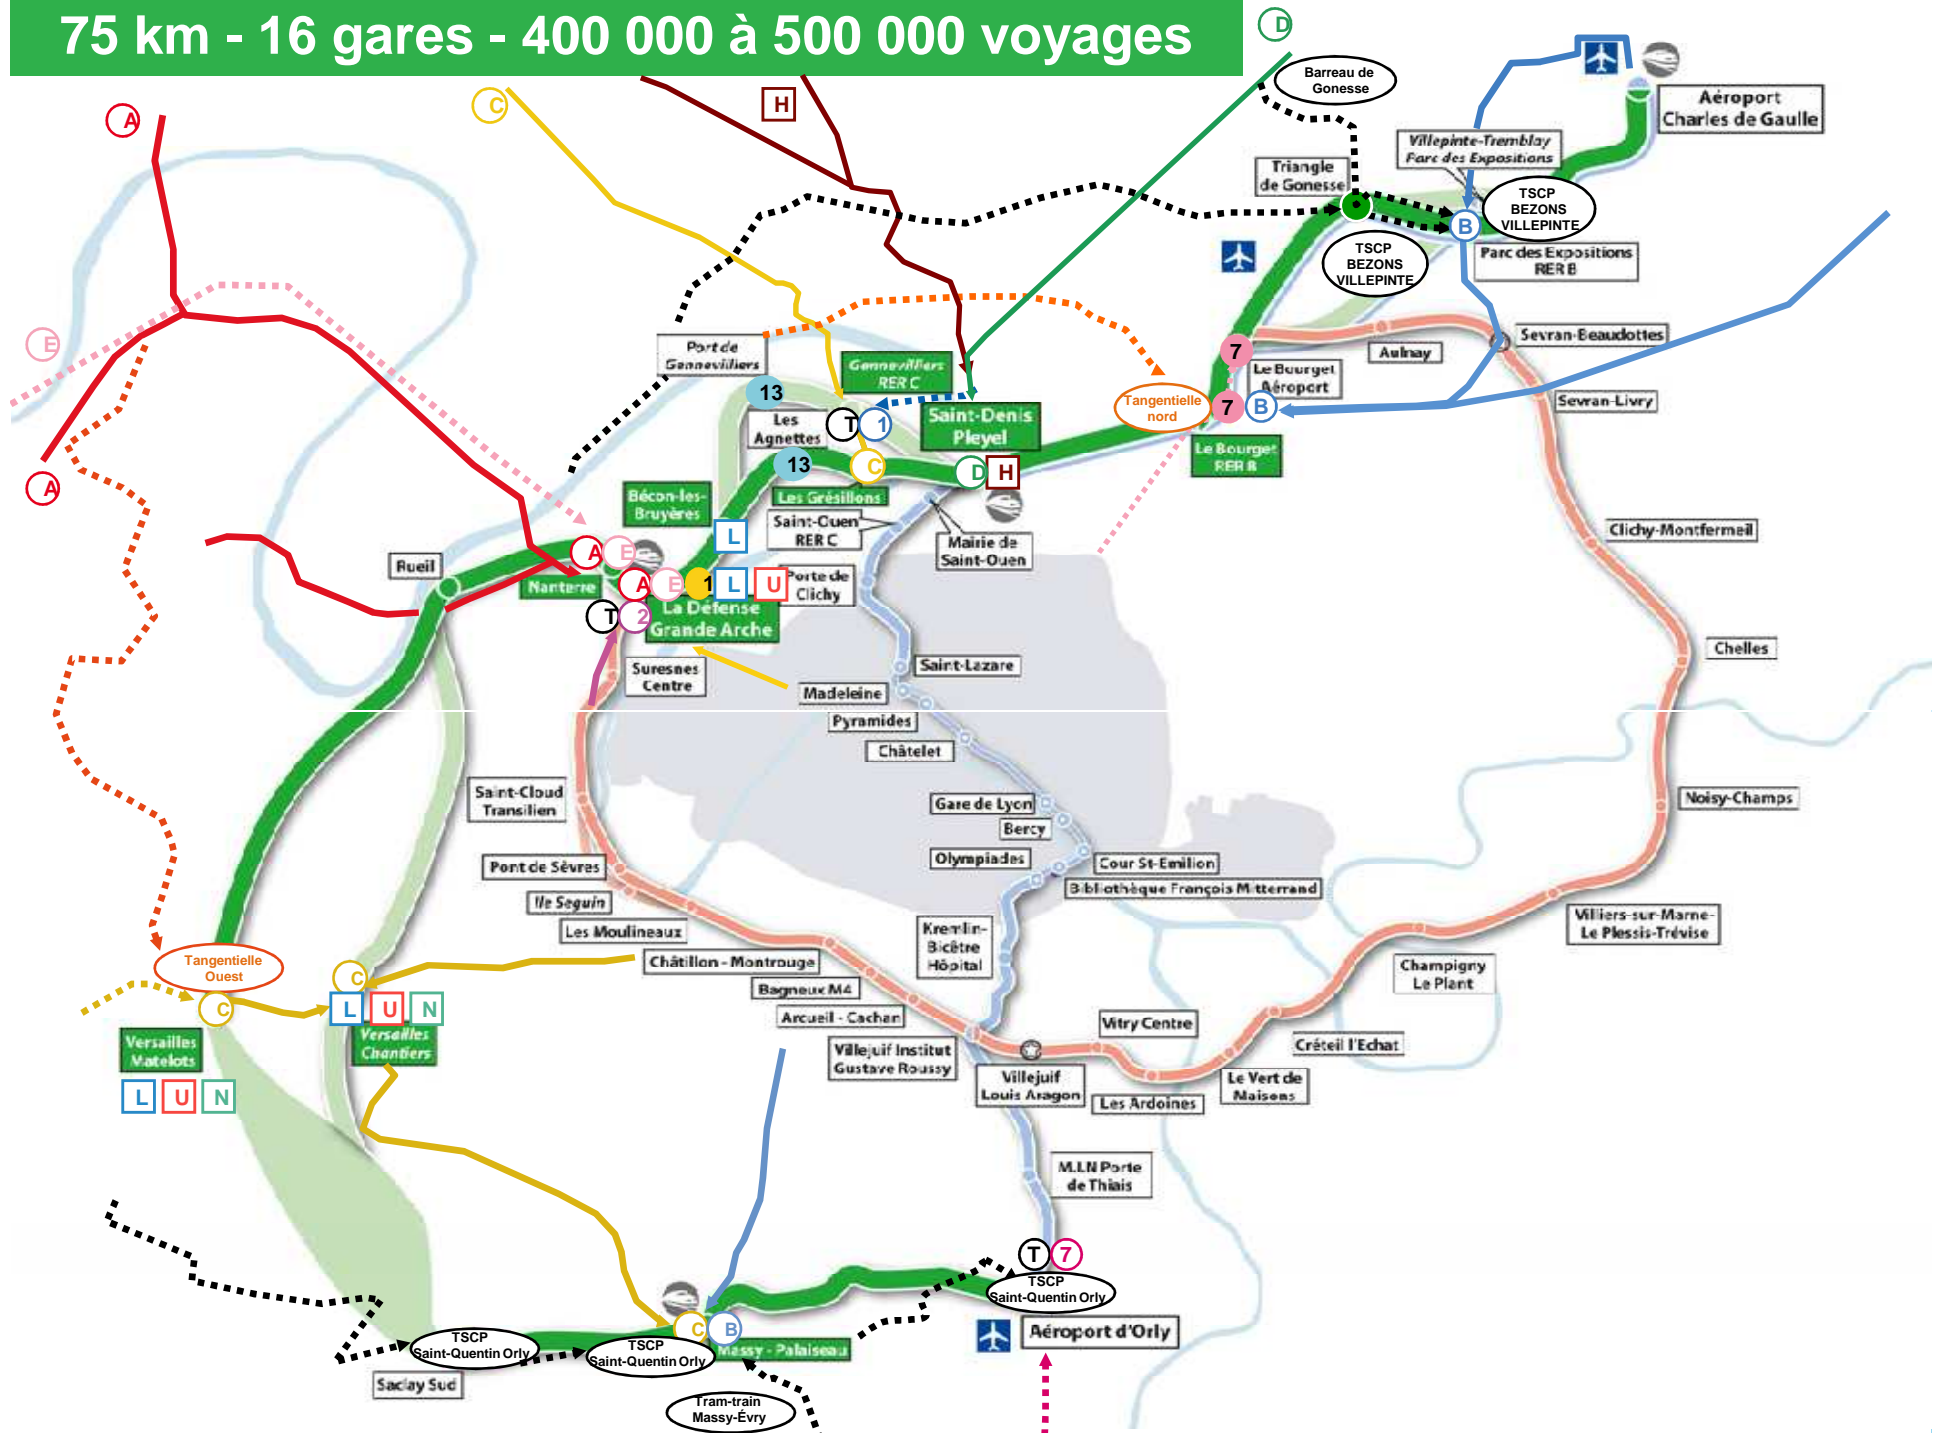 75 km - 16 gares - 400 000 à 500 000 voyages
D
Barreau de
Gonesse
Aéroport
Charles de Gaulle
A
C
H
Villepinte-Tremblay
Parc des Expositions
Triangle
de Gonesse
TSCP
BEZONS
VILLEPINTE
B
TSCP
BEZONS
VILLEPINTE
Parc des Expositions
RER B
E
Port de
Gennevilliers
Gennevilliers
RER C
7
Sevran-Beaudottes
Aulnay
Le Bourget
Aéroport
13
Tangentielle
nord
7
B
Sevran-Livry
Les
Agnettes
T
1
Saint-Denis
Pleyel
Le Bourget
RER B
13
C
D
H
A
Bécon-les-
Bruyères
Les Grésillons
Saint-Ouen
RER C
Mairie de
Saint-Ouen
Clichy-Montfermeil
L
Rueil
A
E
Nanterre
A
E
1
L
U
Porte de
Clichy
T
2
La Défense
Grande Arche
Chelles
Suresnes
Centre
Saint-Lazare
Madeleine
Pyramides
Châtelet
Saint-Cloud
Transilien
Gare de Lyon
Bercy
Noisy-Champs
Pont de Sèvres
Olympiades
Cour St-Emilion
Bibliothèque François Mitterrand
Ile Seguin
Les Moulineaux
Kremlin-
Bicêtre
Hôpital
Villiers-sur-Marne-
Le Plessis-Trévise
Tangentielle
Ouest
Châtillon - Montrouge
Champigny
Le Plant
C
C
L
U
N
Bagneux M4
Arcueil - Cachan
Versailles
Matelots
Versailles
Chantiers
Vitry Centre
Créteil l'Echat
Villejuif Institut
Gustave Roussy
Villejuif
Louis Aragon
Le Vert de
Maisons
L
U
N
Les Ardoines
M.I.N Porte
de Thiais
T
7
TSCP
Saint-Quentin Orly
C
B
Aéroport d'Orly
TSCP
Saint-Quentin Orly
TSCP
Saint-Quentin Orly
Massy - Palaiseau
Saclay Sud
Tram-train
Massy-Évry